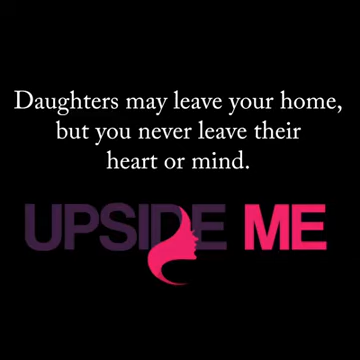 Daughters may leave your home,
but you never leave their
heart or mind.
UPSIDE ME